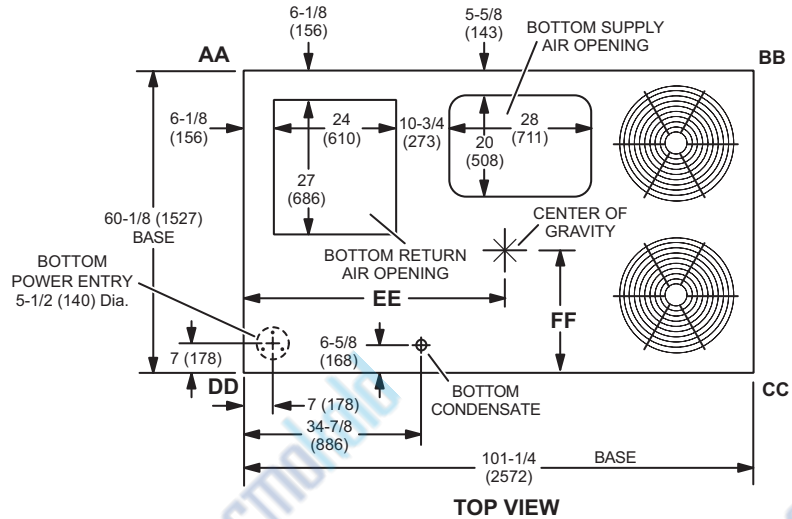 6-1/8
(156)
5-5/8
(143)
BOTTOM SUPPLY
AIR OPENING
AA
BB
6-1/8
(156)
24
(610)
10-3/4
(273)
28
(711)
20
(508)
27
(686)
60-1/8 (1527)
BASE
CENTER OF
GRAVITY
BOTTOM RETURN
AIR OPENING
BOTTOM
POWER ENTRY
5-1/2 (140) Dia.
EE
FF
7 (178)
6-5/8
(168)
DD
CC
7 (178)
BOTTOM
CONDENSATE
34-7/8
(886)
101-1/4
(2572)
BASE
TOP VIEW